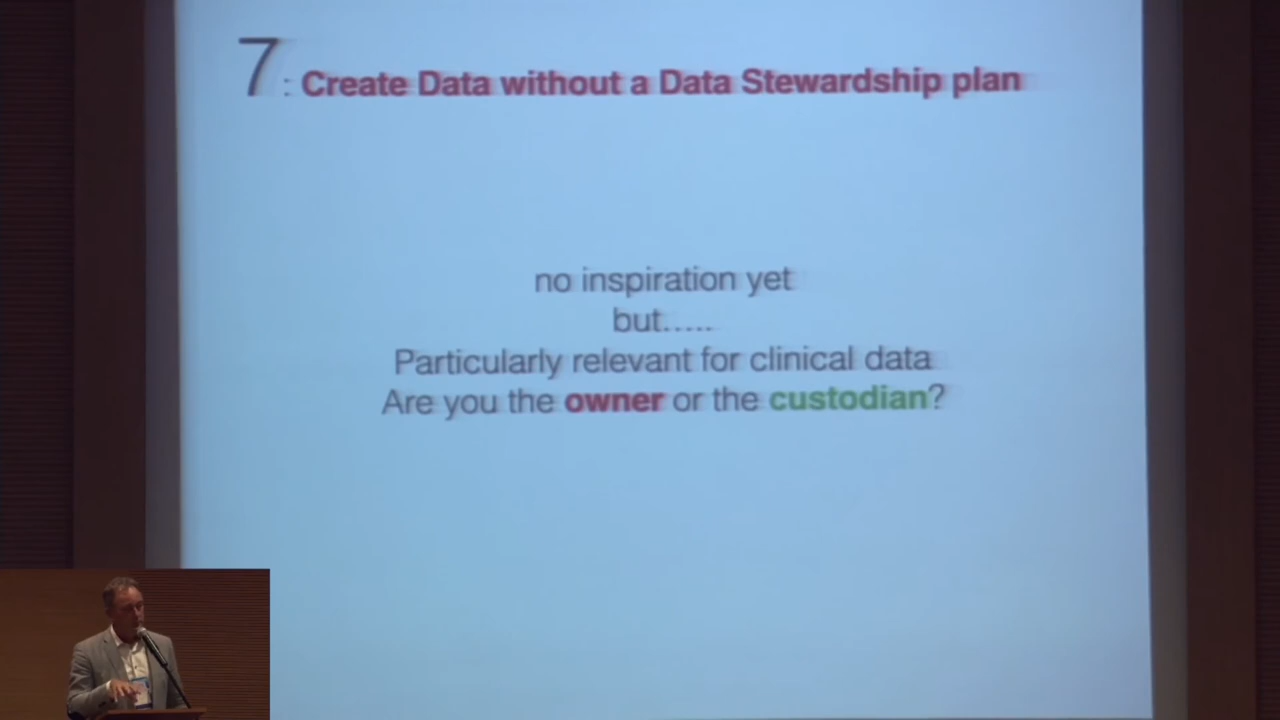 7: Create Data without a Data Stewardship plan
no inspiration yet
but.....
Particularly relevant for clinical data
Are you the owner or the custodian?